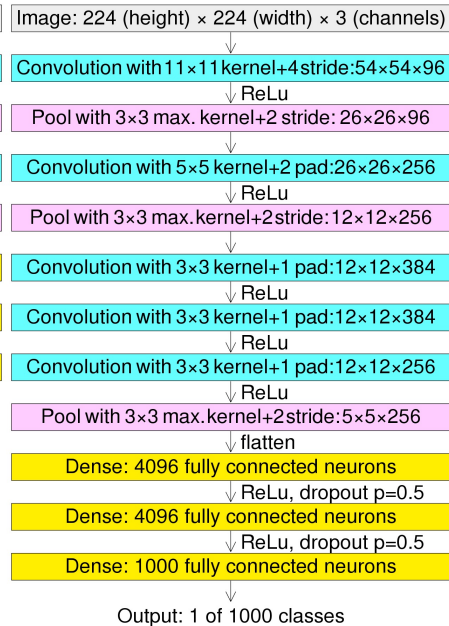 Image: 224 (height) × 224 (width) × 3 (channels)
Convolution with 11×11 kernel+4 stride:54×54×96
ReLu
Pool with 3×3 max. kernel+2 stride: 26×26×96
Convolution with 5×5 kernel+2 pad:26×26×256
ReLu
Pool with 3×3 max.kernel+2stride:12×12×256
Convolution with 3×3 kernel+1 pad:12×12×384
ReLu
Convolution with 3×3 kernel+1 pad:12×12×384
ReLu
Convolution with 3×3 kernel+1 pad:12×12×256
ReLu
Pool with 3×3 max.kernel+2stride:5×5×256
flatten
Dense: 4096 fully connected neurons
ReLu, dropout p=0.5
Dense: 4096 fully connected neurons
ReLu, dropout p=0.5
Dense: 1000 fully connected neurons
Output: 1 of 1000 classes